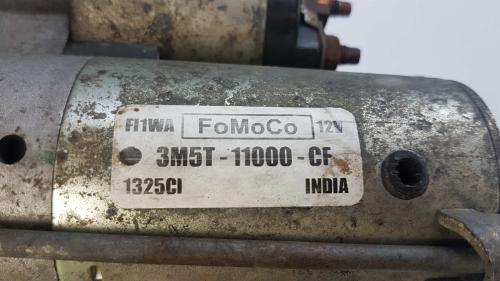 FI1WA FoMoCo 12V
3M5T-11000-CF
1325CI INDIA